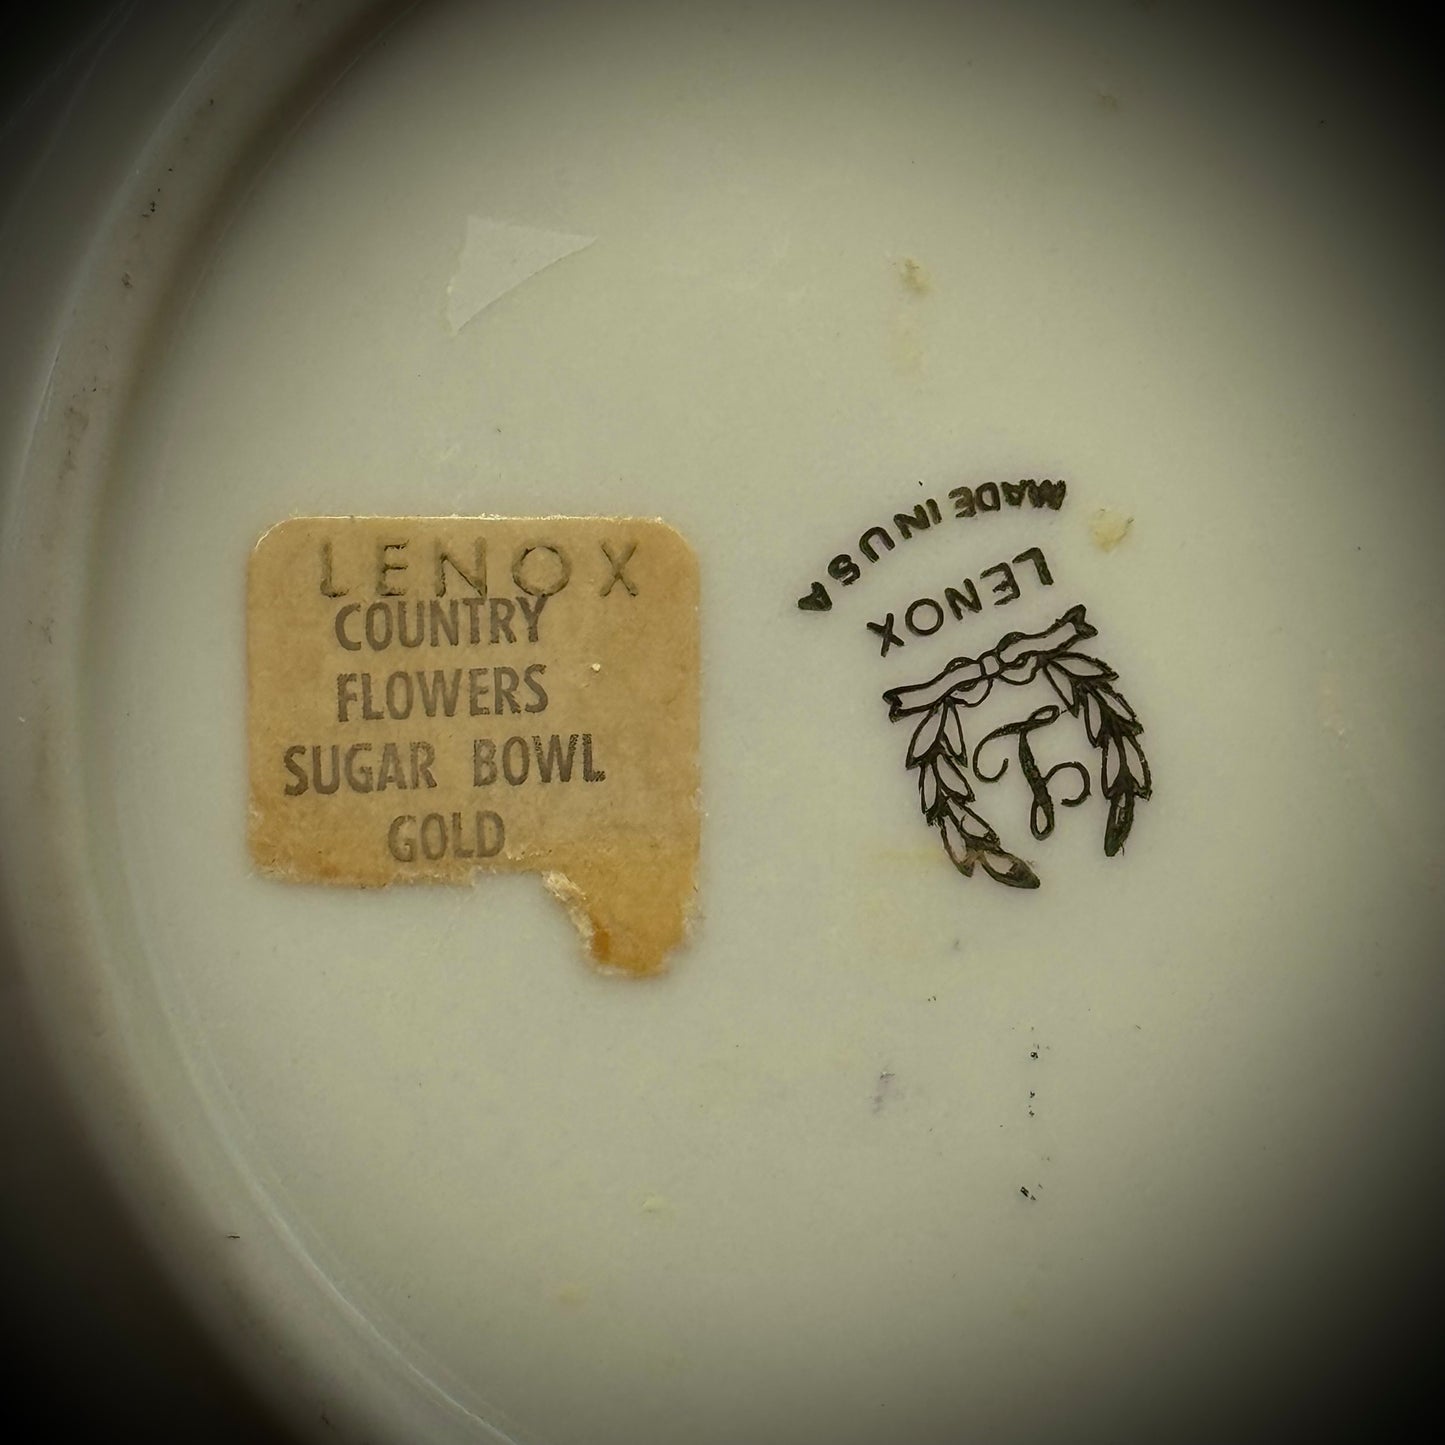 LENOX
COUNTRY
FLOWERS
SUGAR BOWL
GOLD
L
LENOX
MADE IN USA